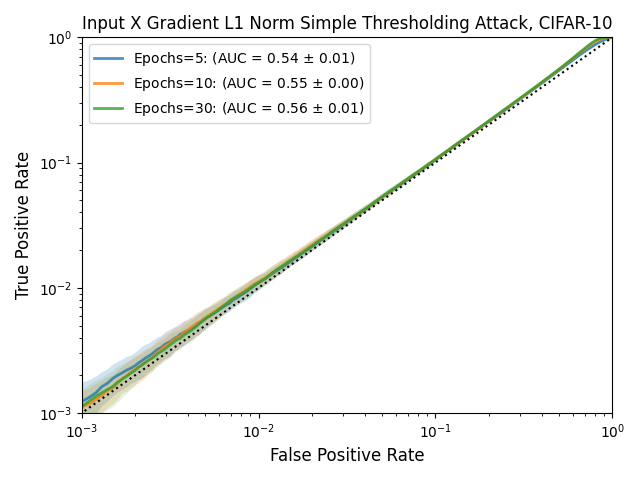 Input X Gradient L1 Norm Simple Thresholding Attack, CIFAR-10
10⁰
Epochs=5: (AUC = 0.54 ± 0.01)
Epochs=10: (AUC = 0.55 ± 0.00)
Epochs=30: (AUC = 0.56 ± 0.01)
10⁻¹
True Positive Rate
10⁻²
10⁻³
10⁻³ 10⁻² 10⁻¹ 10⁰
False Positive Rate